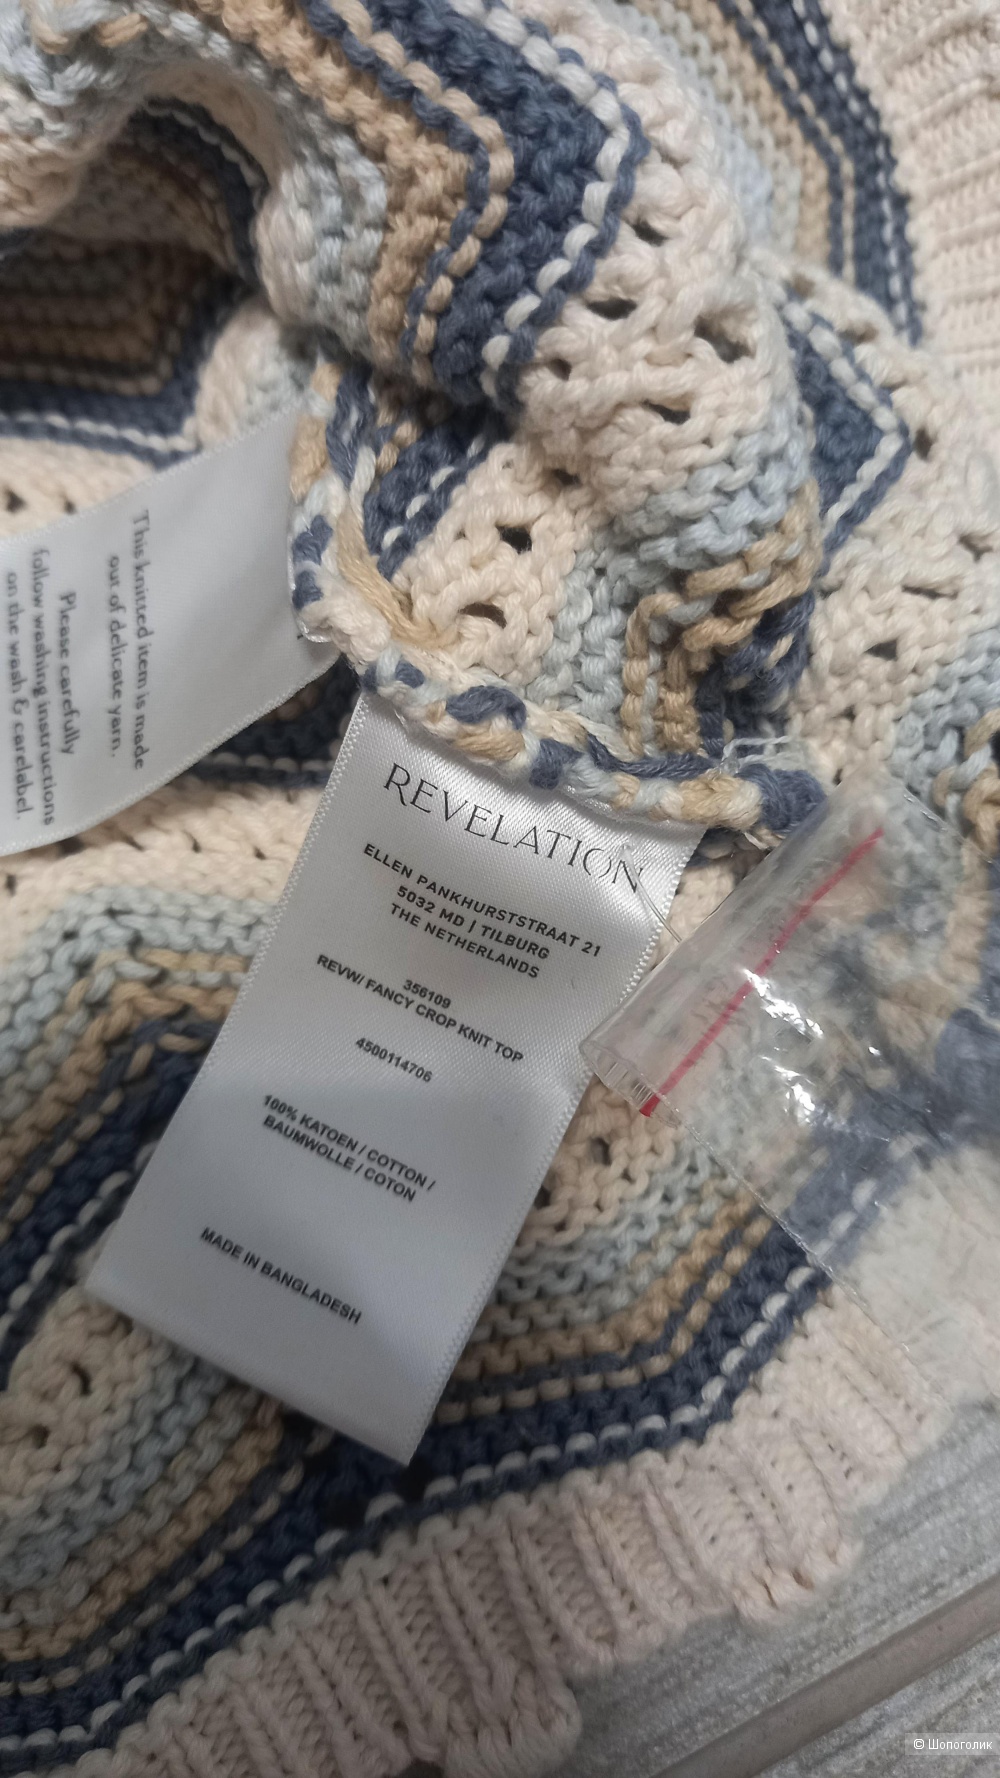 This knitted item is made
out of delicate yarn.
Please carefully
follow washing instructions
on the wash & carelabel.
REVELATION
ELLEN PANKHURSTSTRAAT 21
5032 MD | TILBURG
THE NETHERLANDS
356109
REVW/ FANCY CROP KNIT TOP
4500114706
100% KATOEN / COTTON /
BAUMWOLLE / COTON
MADE IN BANGLADESH
© Шопоголик